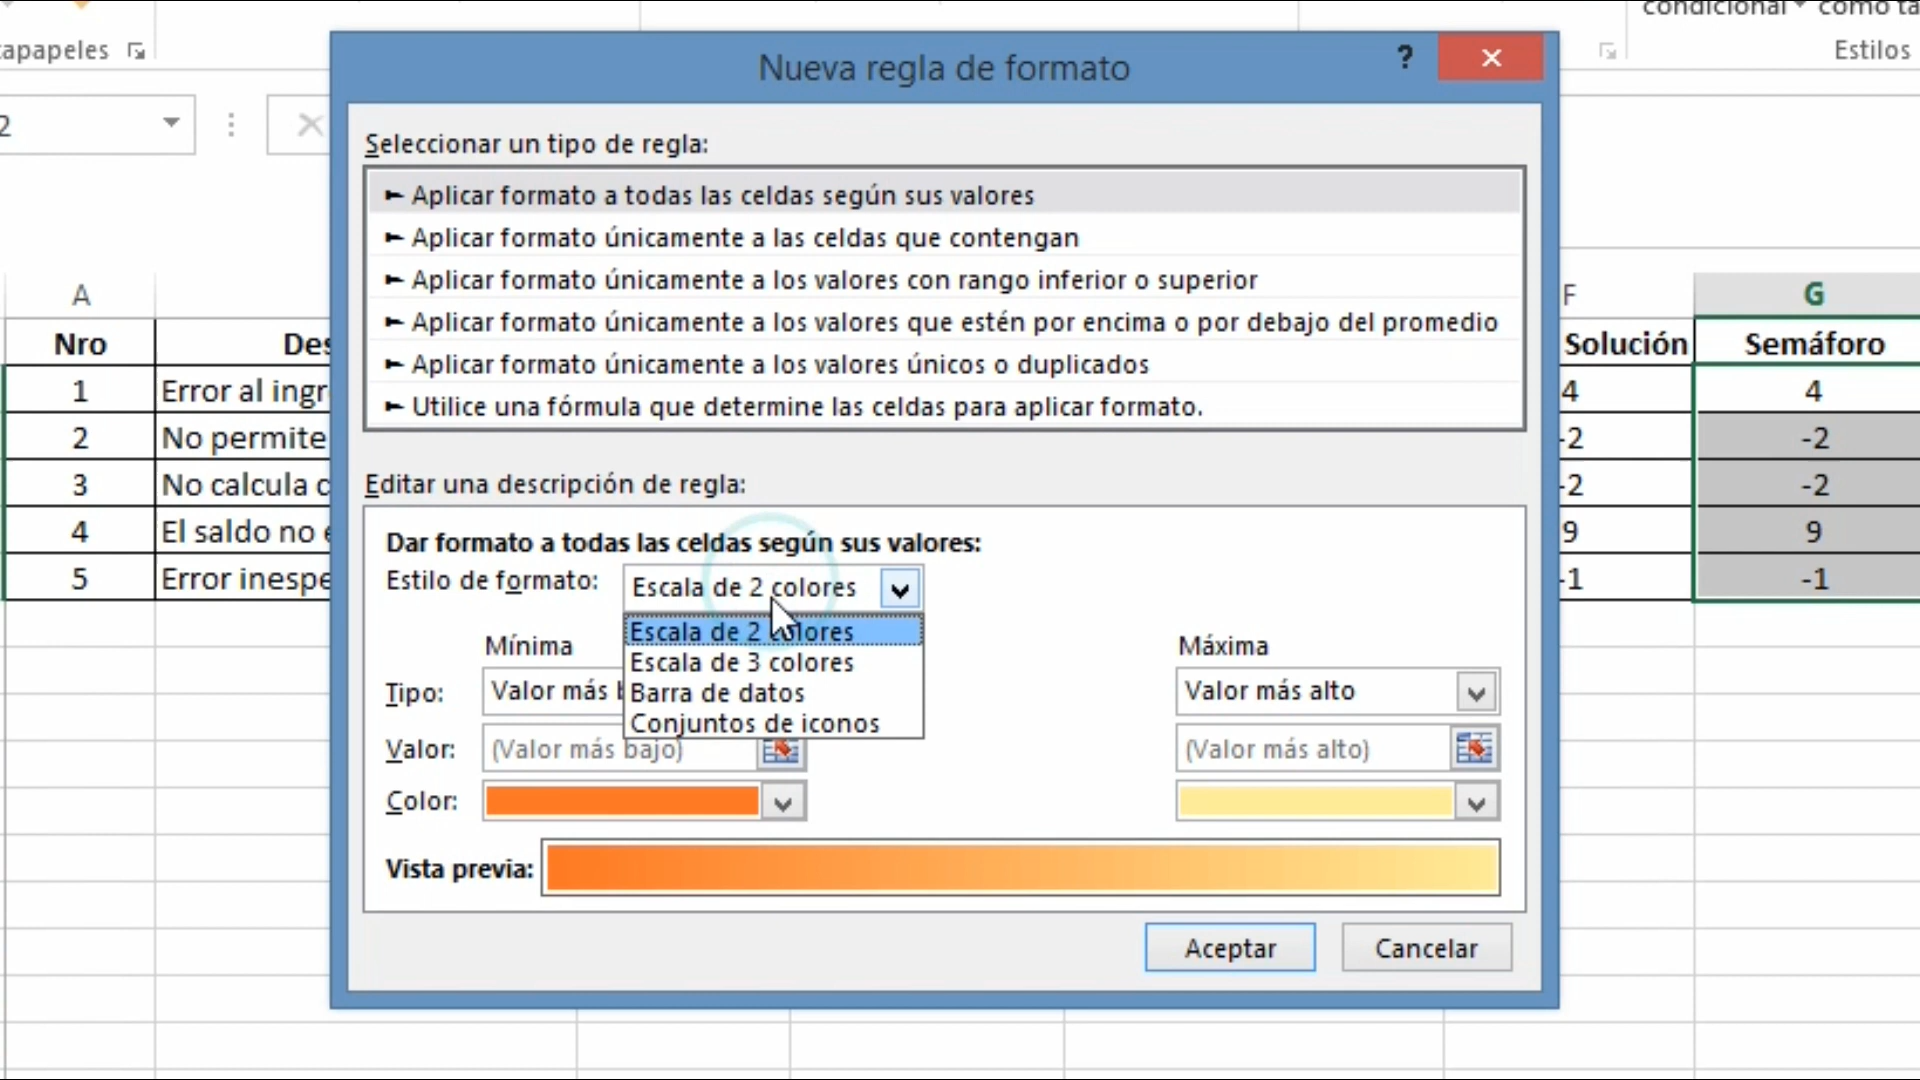 condicional como ta
apapeles
Estilos
Nueva regla de formato
?
2
Seleccionar un tipo de regla:
► Aplicar formato a todas las celdas según sus valores
► Aplicar formato únicamente a las celdas que contengan
► Aplicar formato únicamente a los valores con rango inferior o superior
► Aplicar formato únicamente a los valores que estén por encima o por debajo del promedio
► Aplicar formato únicamente a los valores únicos o duplicados
► Utilice una fórmula que determine las celdas para aplicar formato.
A F G
Nro Des Solución Semáforo
1 Error al ingr 4 4
2 No permite -2 -2
3 No calcula -2 -2
4 El saldo no 9 9
5 Error inespe -1 -1
Editar una descripción de regla:
Dar formato a todas las celdas según sus valores:
Estilo de formato: Escala de 2 colores
Escala de 2 colores
Escala de 3 colores
Barra de datos
Conjuntos de iconos
Mínima Máxima
Tipo: Valor más b Valor más alto
Valor: (Valor más bajo) (Valor más alto)
Color:
Vista previa:
Aceptar Cancelar